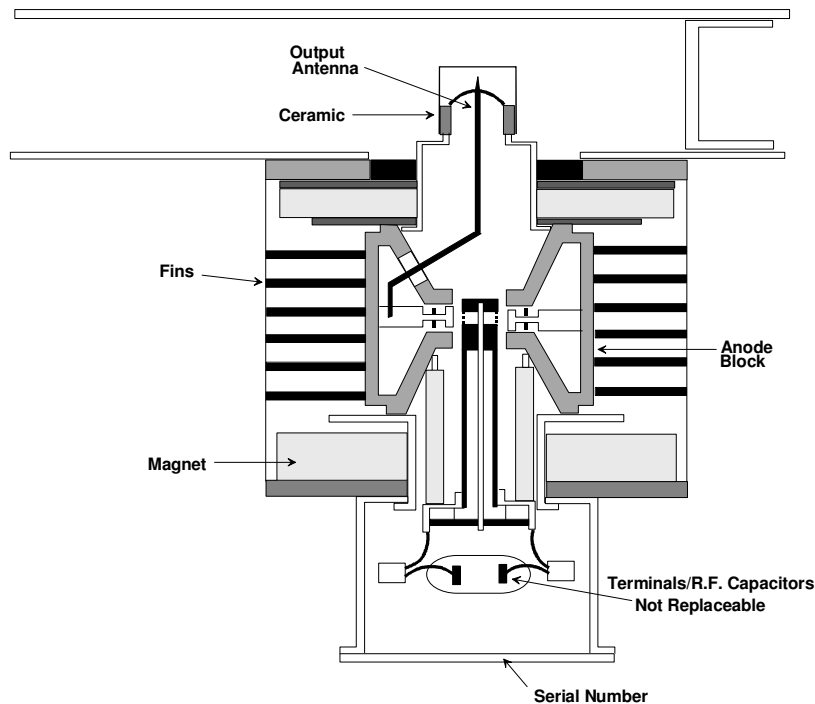 Output
Antenna
Ceramic
Fins
Anode
Block
Magnet
Terminals/R.F. Capacitors
Not Replaceable
Serial Number